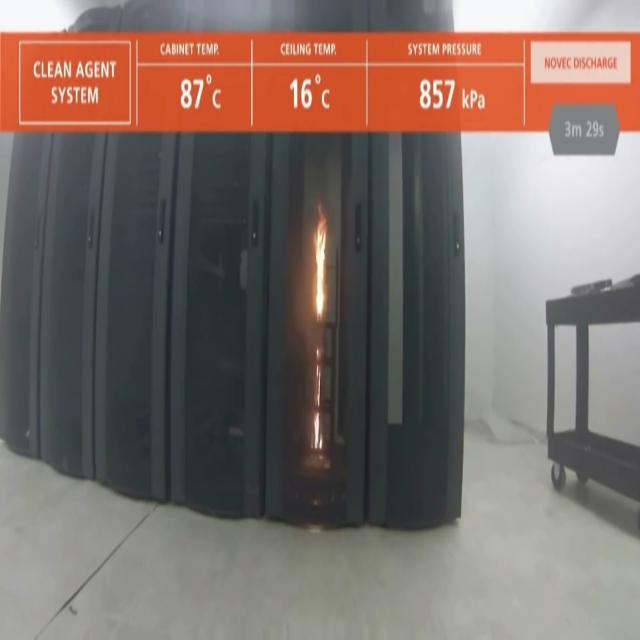 CLEAN AGENT
SYSTEM
CABINET TEMP.
87°C
CEILING TEMP.
16°C
SYSTEM PRESSURE
857 kPa
NOVEC DISCHARGE
3m 29s